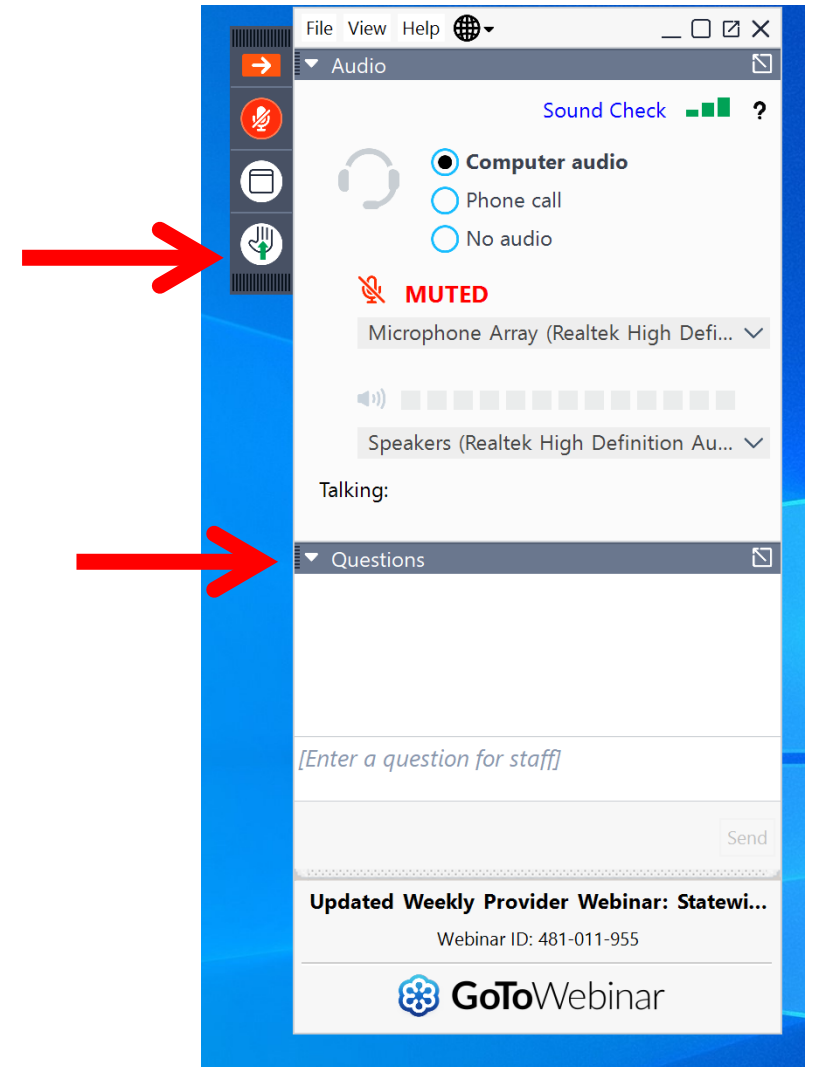 File View Help
Audio
Sound Check ?
Computer audio
Phone call
No audio
MUTED
Microphone Array (Realtek High Defi...
Speakers (Realtek High Definition Au...
Talking:
Questions
[Enter a question for staff]
Send
Updated Weekly Provider Webinar: Statewi...
Webinar ID: 481-011-955
GoToWebinar